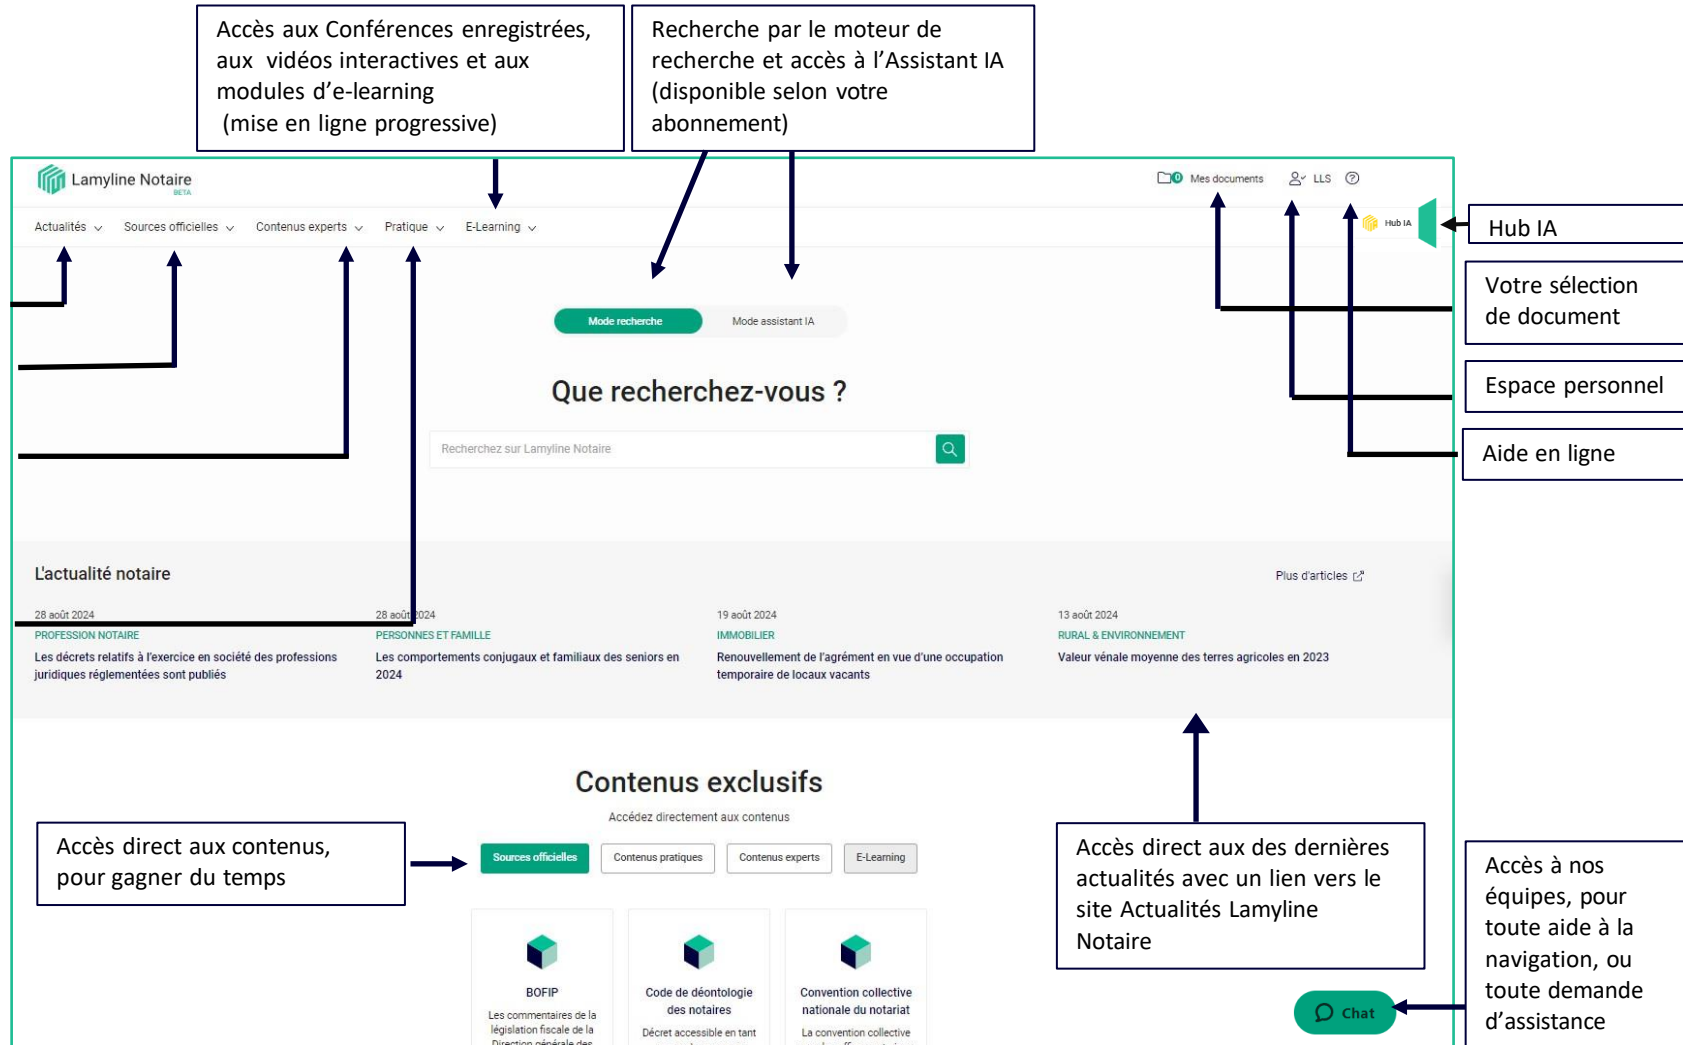 Accès aux Conférences enregistrées,
aux vidéos interactives et aux
modules d'e-learning
(mise en ligne progressive)
Recherche par le moteur de
recherche et accès à l'Assistant IA
(disponible selon votre
abonnement)
Lamyline Notaire
BETA
0 Mes documents
LLS
Actualités
Sources officielles
Contenus experts
Pratique
E-Learning
Hub IA
Hub IA
Votre sélection
de document
Espace personnel
Aide en ligne
Mode recherche
Mode assistant IA
Que recherchez-vous ?
Recherchez sur Lamyline Notaire
L'actualité notaire
Plus d'articles
28 août 2024
PROFESSION NOTAIRE
Les décrets relatifs à l'exercice en société des professions
juridiques réglementées sont publiés
28 août 2024
PERSONNES ET FAMILLE
Les comportements conjugaux et familiaux des seniors en
2024
19 août 2024
IMMOBILIER
Renouvellement de l'agrément en vue d'une occupation
temporaire de locaux vacants
13 août 2024
RURAL & ENVIRONNEMENT
Valeur vénale moyenne des terres agricoles en 2023
Contenus exclusifs
Accédez directement aux contenus
Accès direct aux contenus,
pour gagner du temps
Sources officielles
Contenus pratiques
Contenus experts
E-Learning
Accès direct aux des dernières
actualités avec un lien vers le
site Actualités Lamyline
Notaire
Accès à nos
équipes, pour
toute aide à la
navigation, ou
toute demande
d'assistance
BOFIP
Les commentaires de la
législation fiscale de la
Direction générale des
Code de déontologie
des notaires
Décret accessible en tant
Convention collective
nationale du notariat
La convention collective
Chat